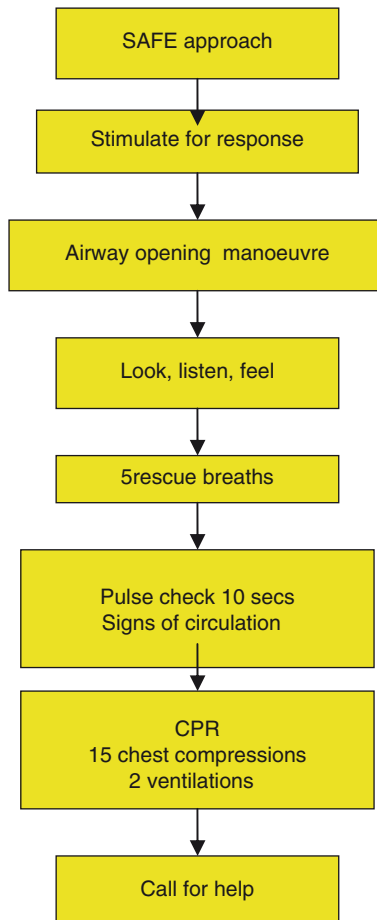 SAFE approach
Stimulate for response
Airway opening manoeuvre
Look, listen, feel
5rescue breaths
Pulse check 10 secs
Signs of circulation
CPR
15 chest compressions
2 ventilations
Call for help